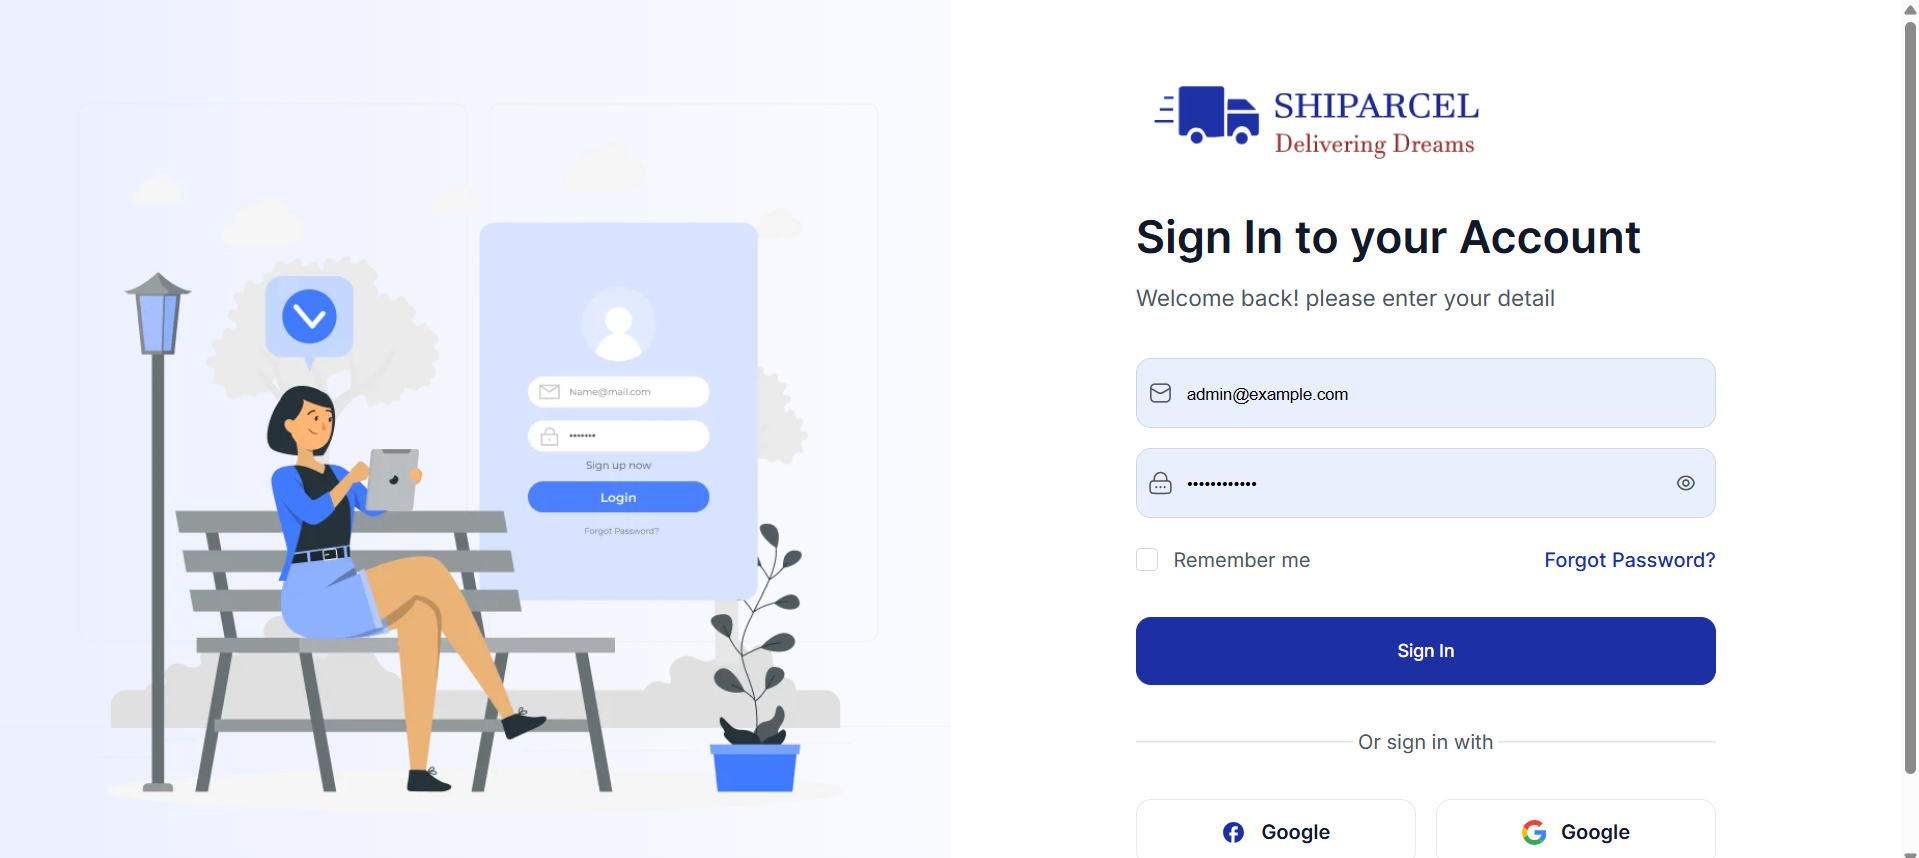 Name@mail.com
•••••••
Sign up now
Login
Forgot Password?
SHIPARCEL
Delivering Dreams
Sign In to your Account
Welcome back! please enter your detail
admin@example.com
••••••••••••
Remember me
Forgot Password?
Sign In
Or sign in with
Google
Google